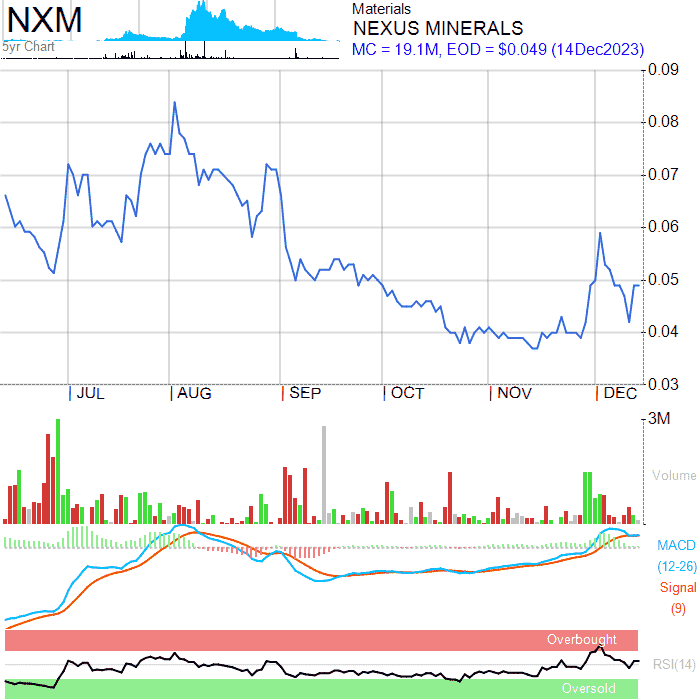 NXM
5yr Chart
Materials
NEXUS MINERALS
MC = 19.1M, EOD = $0.049 (14Dec2023)
0.09
0.08
0.07
0.06
0.05
0.04
0.03
JUL AUG SEP OCT NOV DEC
3M
Volume
MACD
(12-26)
Signal
(9)
Overbought
RSI(14)
Oversold